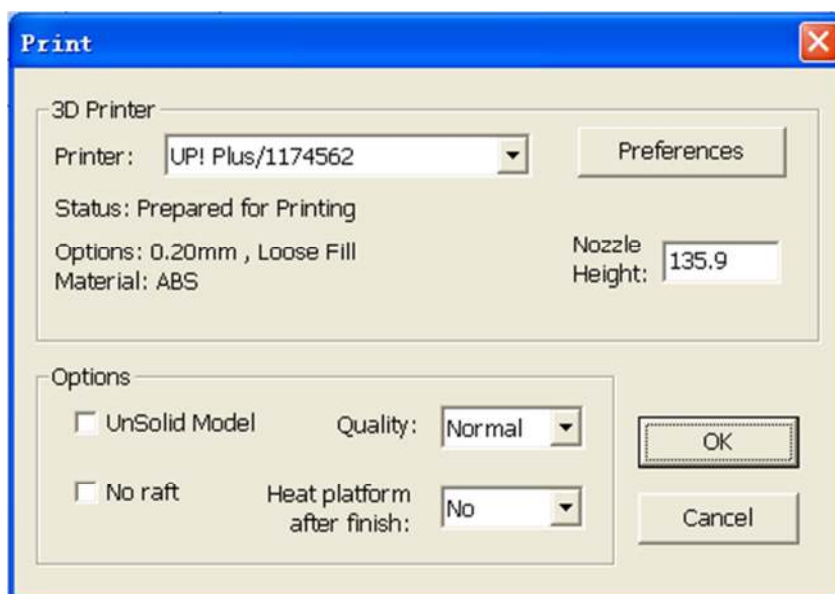 Print
3D Printer
Printer: UP! Plus/1174562
Preferences
Status: Prepared for Printing
Options: 0.20mm , Loose Fill
Material: ABS
Nozzle
Height: 135.9
Options
UnSolid Model
Quality: Normal
No raft
Heat platform
after finish: No
OK
Cancel